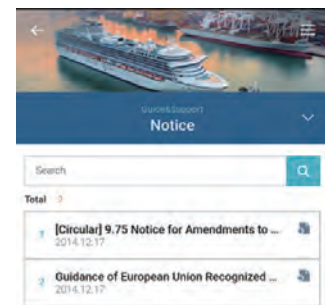 Guide&Support
Notice
Search
Total
[Circular] 9.75 Notice for Amendments to ...
2014.12.17
2 Guidance of European Union Recognized ...
2014.12.17